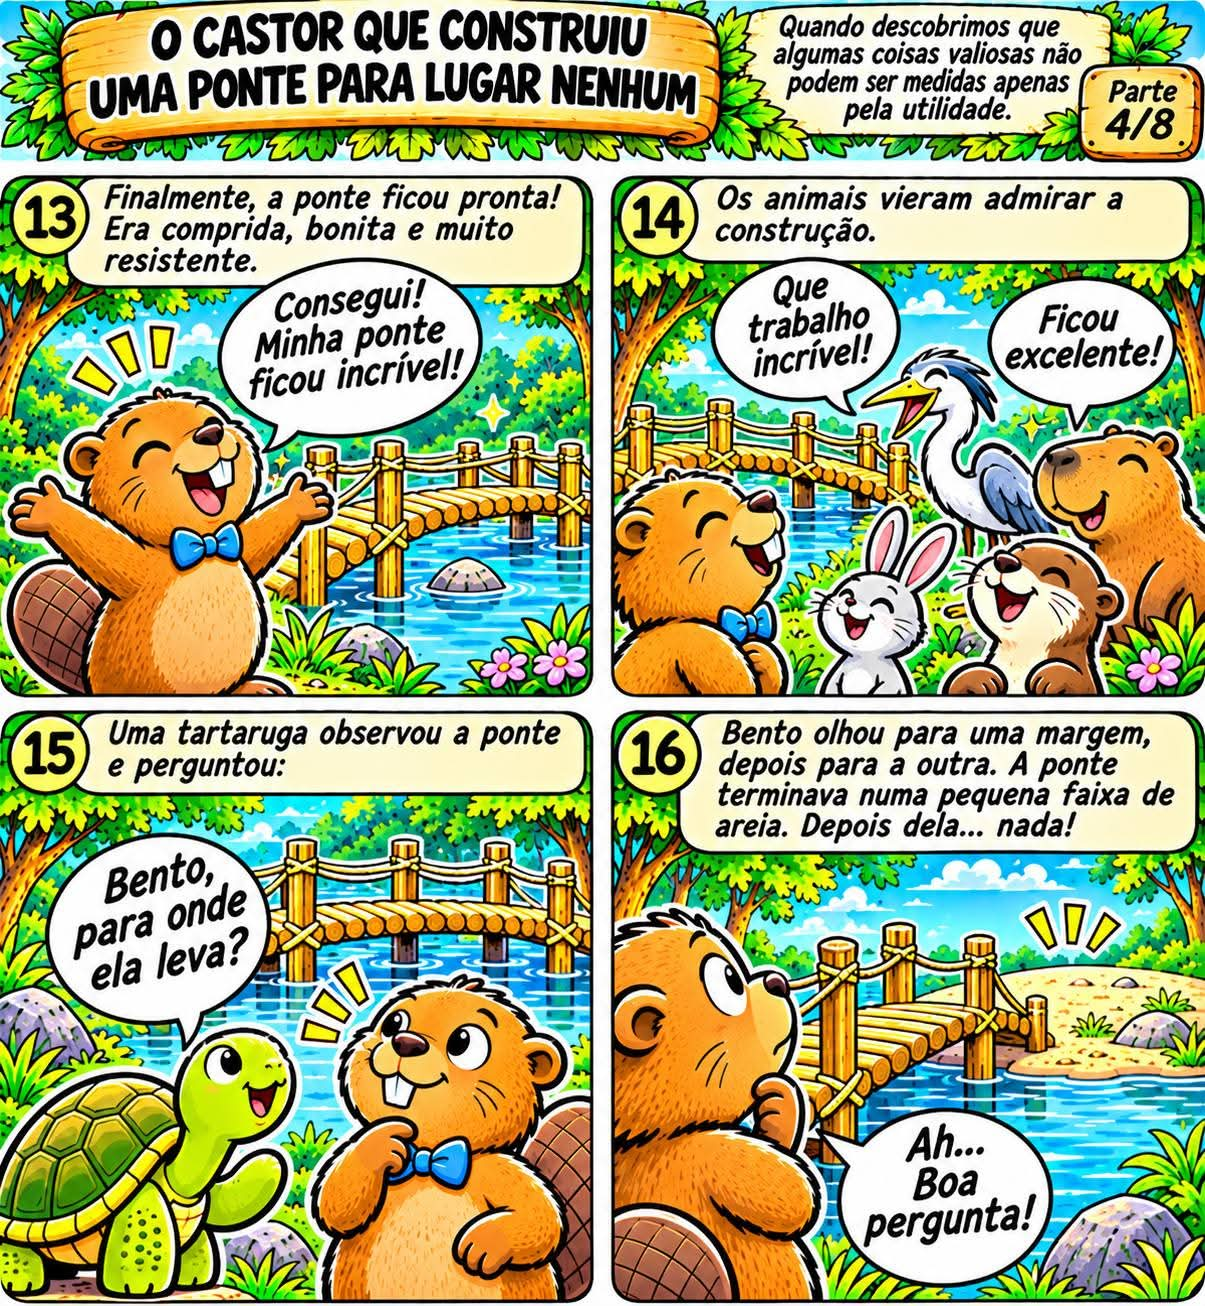 O CASTOR QUE CONSTRUIU
UMA PONTE PARA LUGAR NENHUM
Quando descobrimos que
algumas coisas valiosas não
podem ser medidas apenas
pela utilidade.
Parte
4/8
13
Finalmente, a ponte ficou pronta!
Era comprida, bonita e muito
resistente.
Consegui!
Minha ponte
ficou incrível!
14
Os animais vieram admirar a
construção.
Que
trabalho
incrível!
Ficou
excelente!
15
Uma tartaruga observou a ponte
e perguntou:
Bento,
para onde
ela leva?
16
Bento olhou para uma margem,
depois para a outra. A ponte
terminava numa pequena faixa de
areia. Depois dela... nada!
Ah...
Boa
pergunta!